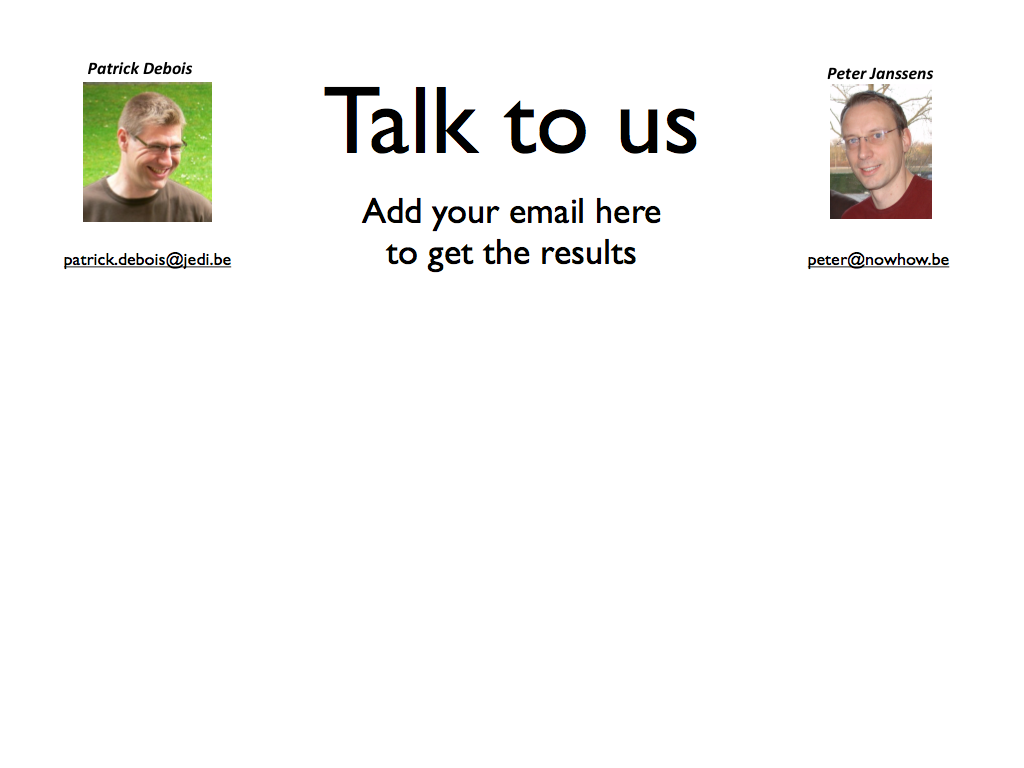 Patrick Debois
Peter Janssens
Talk to us
Add your email here
to get the results
patrick.debois@jedi.be
peter@nowhow.be